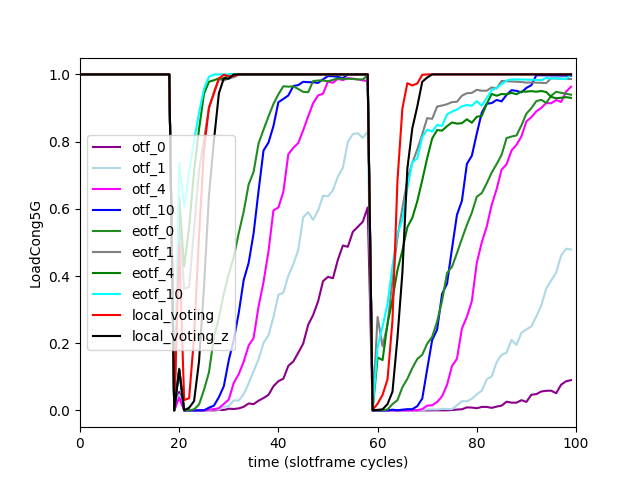 LoadCong5G
1.0
0.8
0.6
0.4
0.2
0.0
otf_0
otf_1
otf_4
otf_10
eotf_0
eotf_1
eotf_4
eotf_10
local_voting
local_voting_z
0 20 40 60 80 100
time (slotframe cycles)